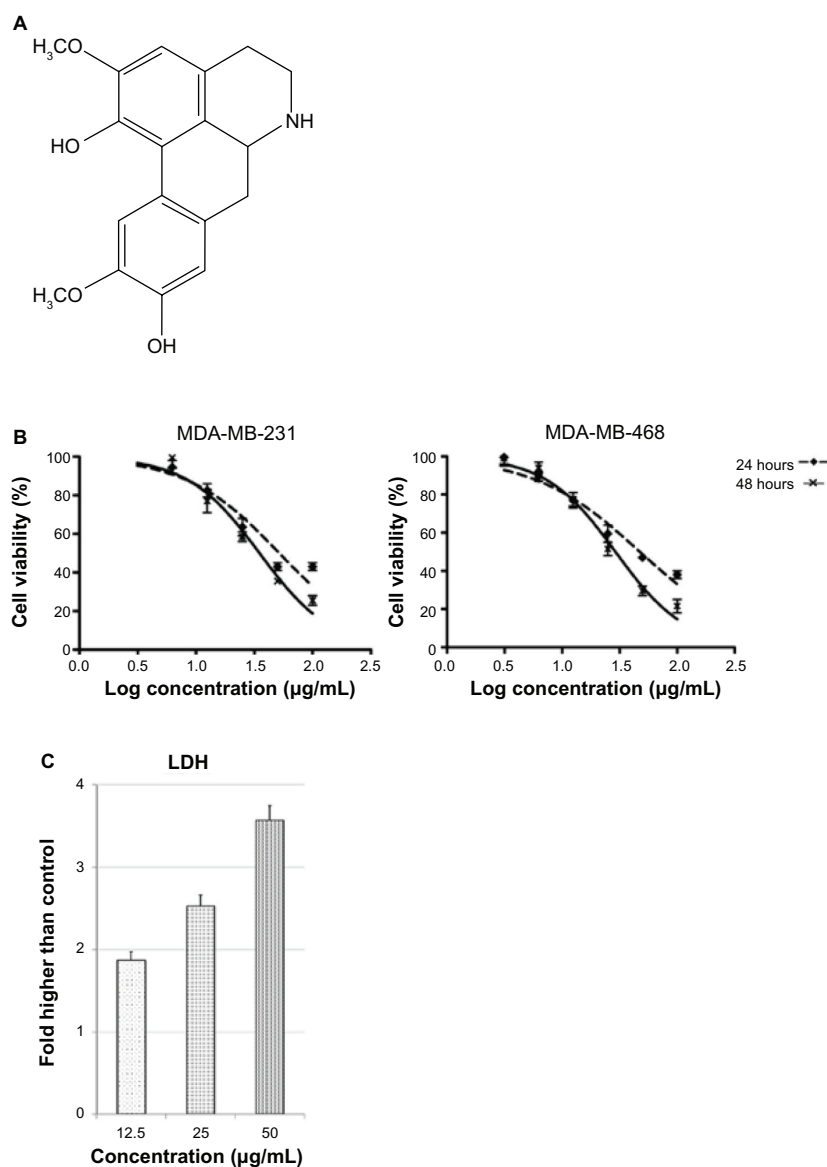 A
H₃CO
HO
NH
H₃CO
OH
B
MDA-MB-231
MDA-MB-468
100
80
60
40
20
0
Cell viability (%)
0.0 0.5 1.0 1.5 2.0 2.5
Log concentration (µg/mL)
100
80
60
40
20
0
Cell viability (%)
0.0 0.5 1.0 1.5 2.0 2.5
Log concentration (µg/mL)
24 hours
48 hours
C
LDH
4
3
2
1
0
Fold higher than control
12.5 25 50
Concentration (µg/mL)